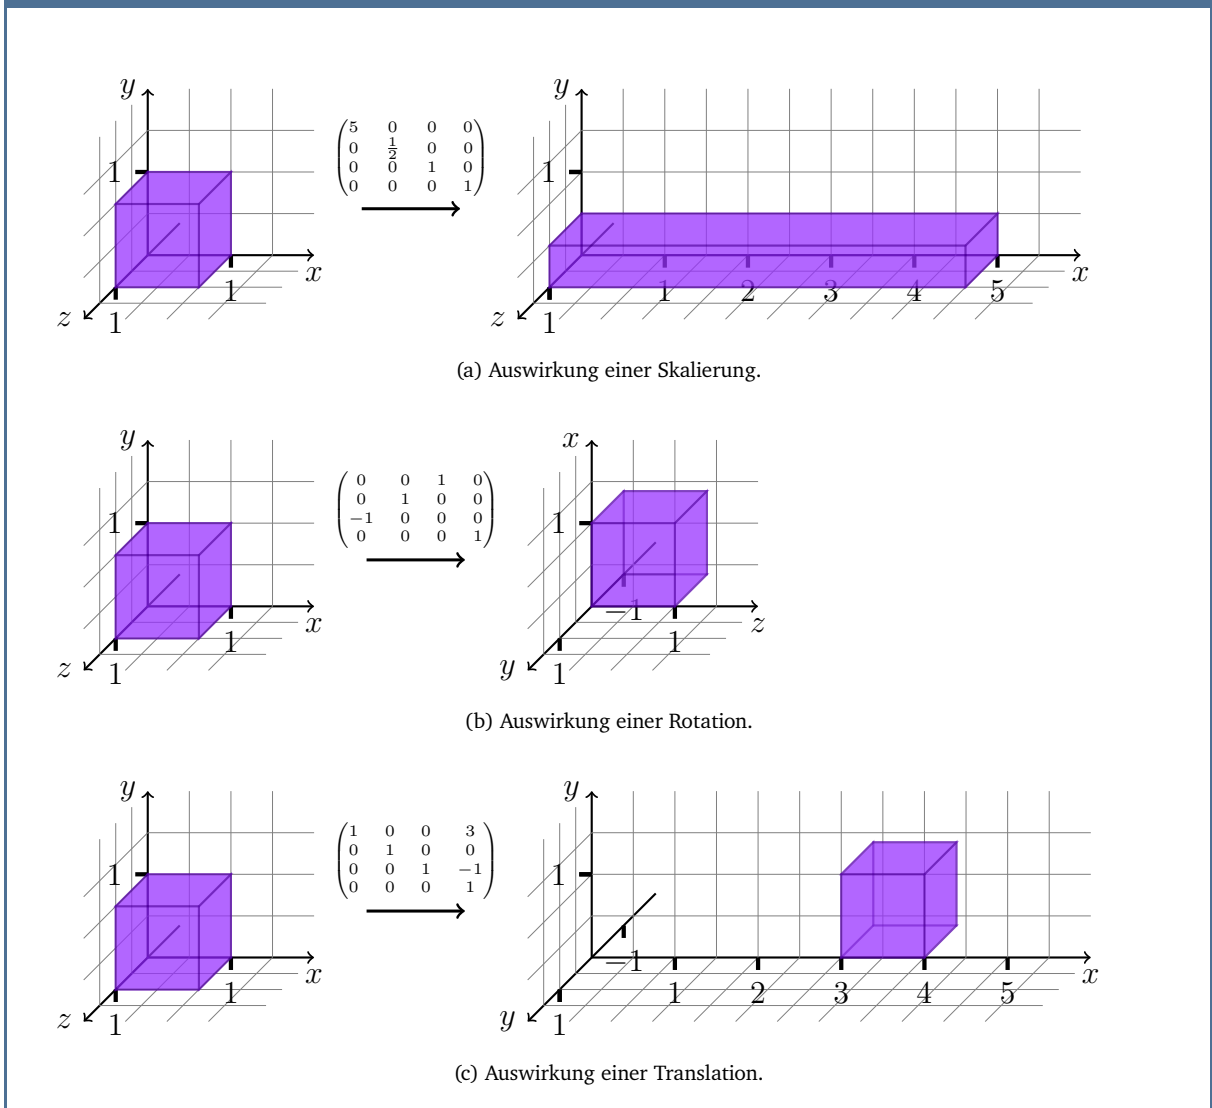 y
1
x
1
z
1
5 0 0 0
0 1/2 0 0
0 0 1 0
0 0 0 1
y
1
x
1 2 3 4 5
z
1
(a) Auswirkung einer Skalierung.
y
1
x
1
z
1
0 0 1 0
0 1 0 0
−1 0 0 0
0 0 0 1
x
1
−1
z
1
y
1
(b) Auswirkung einer Rotation.
y
1
x
1
z
1
1 0 0 3
0 1 0 0
0 0 1 −1
0 0 0 1
y
1
−1
x
1 2 3 4 5
y
1
(c) Auswirkung einer Translation.